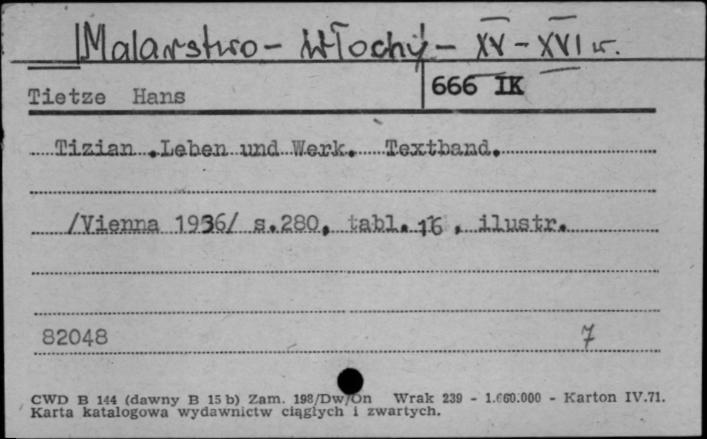 Malarstwo - Włochy - XV - XVI w.
Tietze Hans
666 IK
Tizian .Leben und Werk. Textband.
/Vienna 1936/ s.280, tabl. 16 , ilustr.
82048
7
CWD B 144 (dawny B 15 b) Zam. 198/Dw/On Wrak 239 - 1.660.000 - Karton IV.71.
Karta katalogowa wydawnictw ciągłych i zwartych.